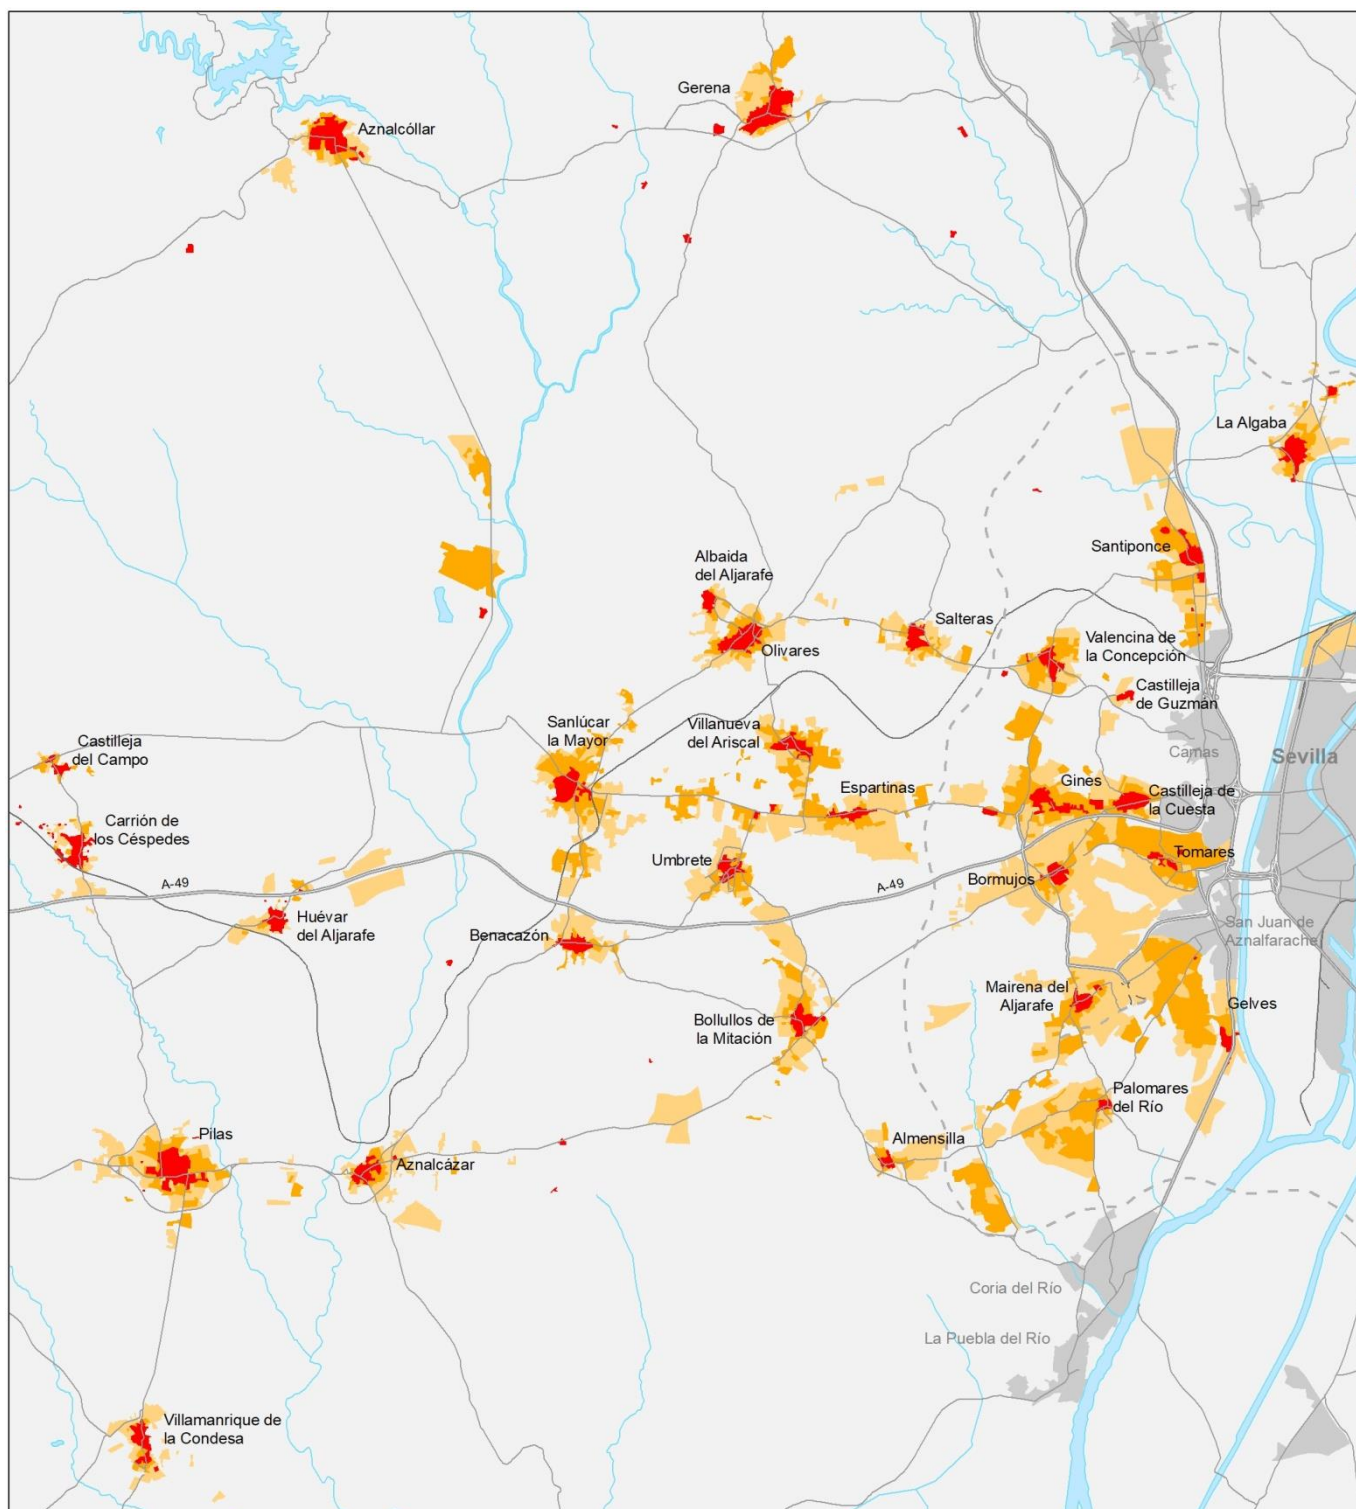 Gerena
Aznalcóllar
La Algaba
Santiponce
Albaida
del Aljarafe
Salteras
Olivares
Valencina de
la Concepción
Castilleja
de Guzmán
Sanlúcar
la Mayor
Villanueva
del Ariscal
Camas
Sevilla
Castilleja
del Campo
Espartinas
Gines
Castilleja de
la Cuesta
Carrión de
los Céspedes
Umbrete
Tomares
A-49
A-49
Bormujos
Huévar
del Aljarafe
Benacazón
San Juan de
Aznalfarache
Mairena del
Aljarafe
Gelves
Bollullos de
la Mitación
Palomares
del Río
Pilas
Aznalcázar
Almensilla
Coria del Río
La Puebla del Río
Villamanrique de
la Condesa